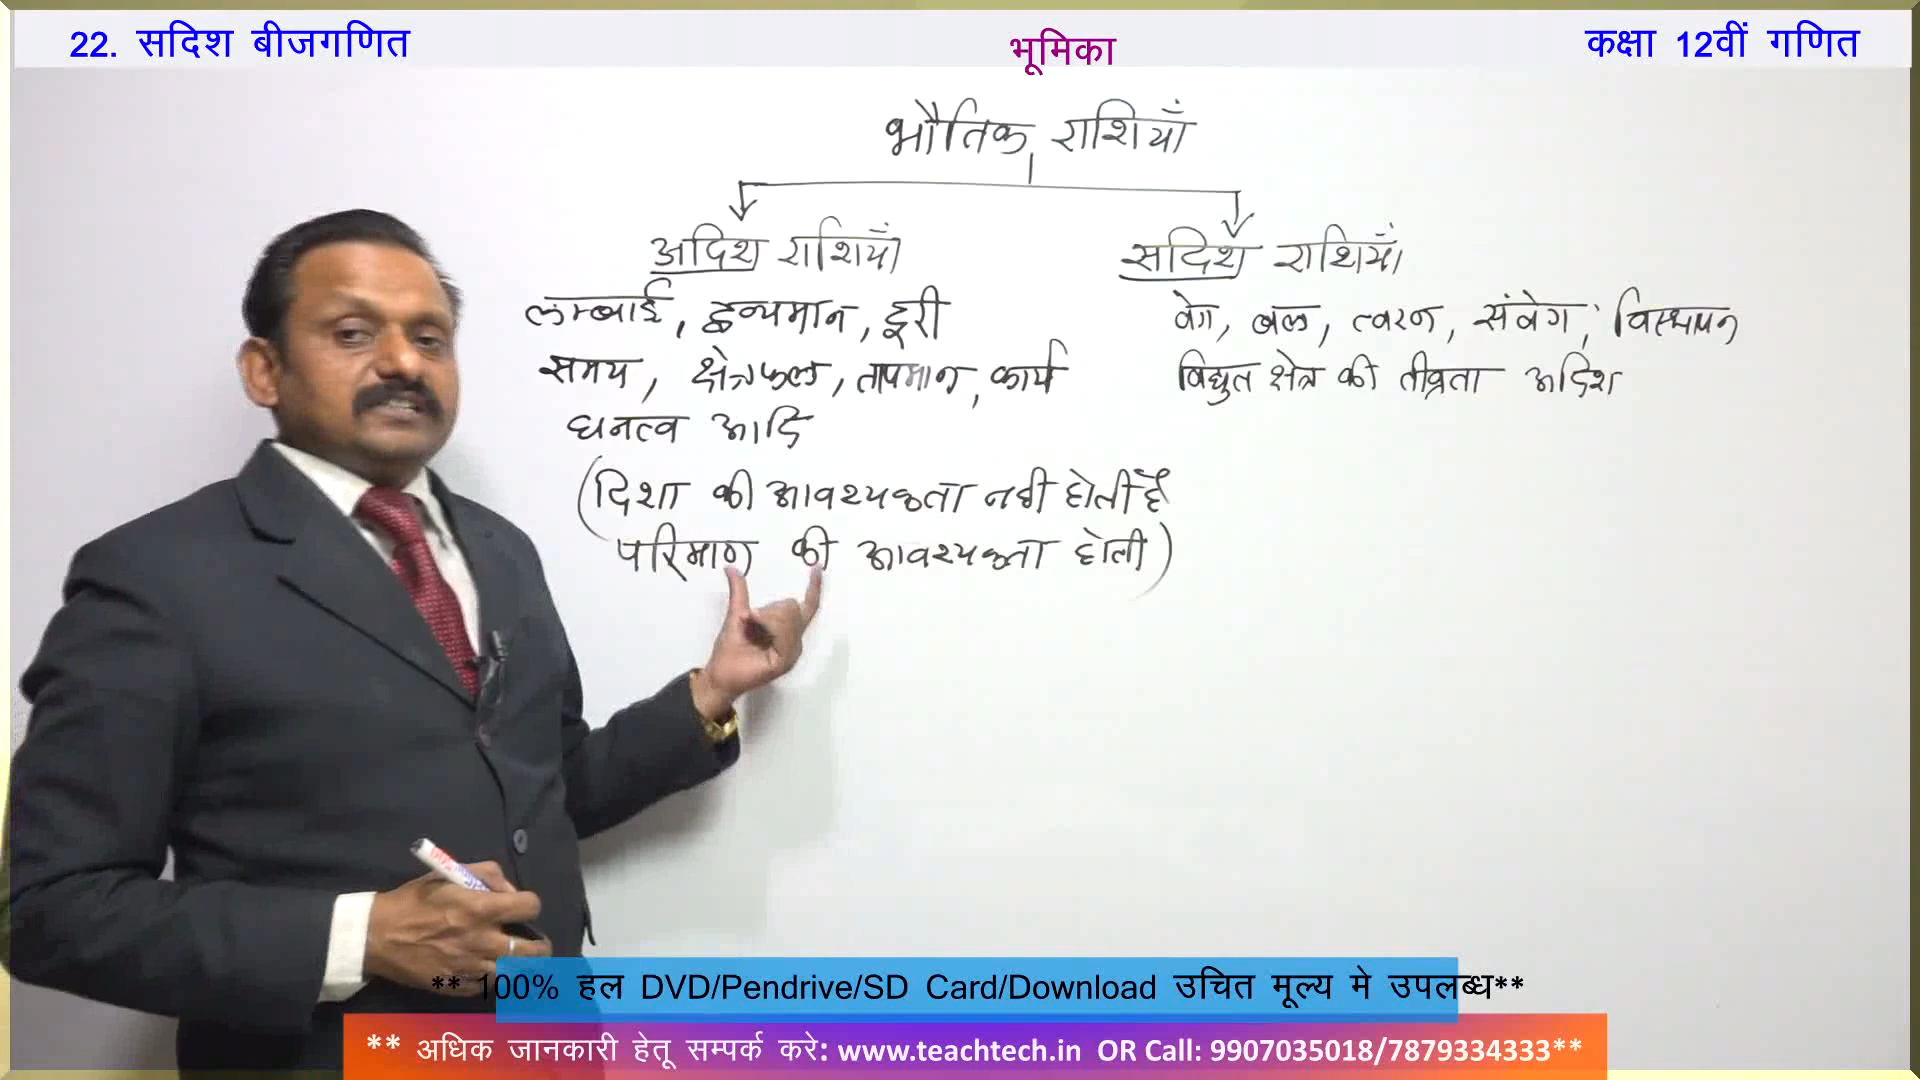 22. सदिश बीजगणित
भूमिका
कक्षा 12वीं गणित
भौतिक राशियाँ
अदिश राशियाँ
सदिश राशियाँ
लम्बाई, द्रव्यमान, दूरी
समय, क्षेत्रफल, तापमान, कार्य
घनत्व आदि
(दिशा की आवश्यकता नही होती है
परिमाण की आवश्यकता होती)
वेग, बल, त्वरन, संवेग, विस्थापन
विद्युत क्षेत्र की तीव्रता अदिश
** 100% हल DVD/Pendrive/SD Card/Download उचित मूल्य मे उपलब्ध**
** अधिक जानकारी हेतू सम्पर्क करे: www.teachtech.in OR Call: 9907035018/7879334333**